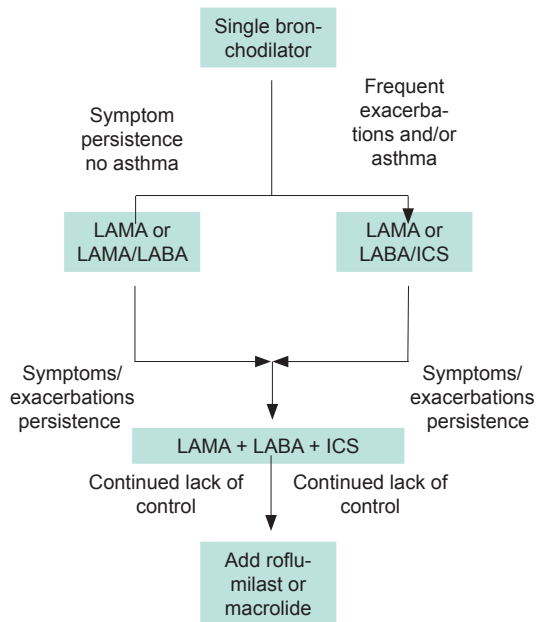 Single bron-
chodilator
Symptom
persistence
no asthma
Frequent
exacerba-
tions and/or
asthma
LAMA or
LAMA/LABA
LAMA or
LABA/ICS
Symptoms/
exacerbations
persistence
Symptoms/
exacerbations
persistence
LAMA + LABA + ICS
Continued lack of
control
Continued lack of
control
Add roflu-
milast or
macrolide